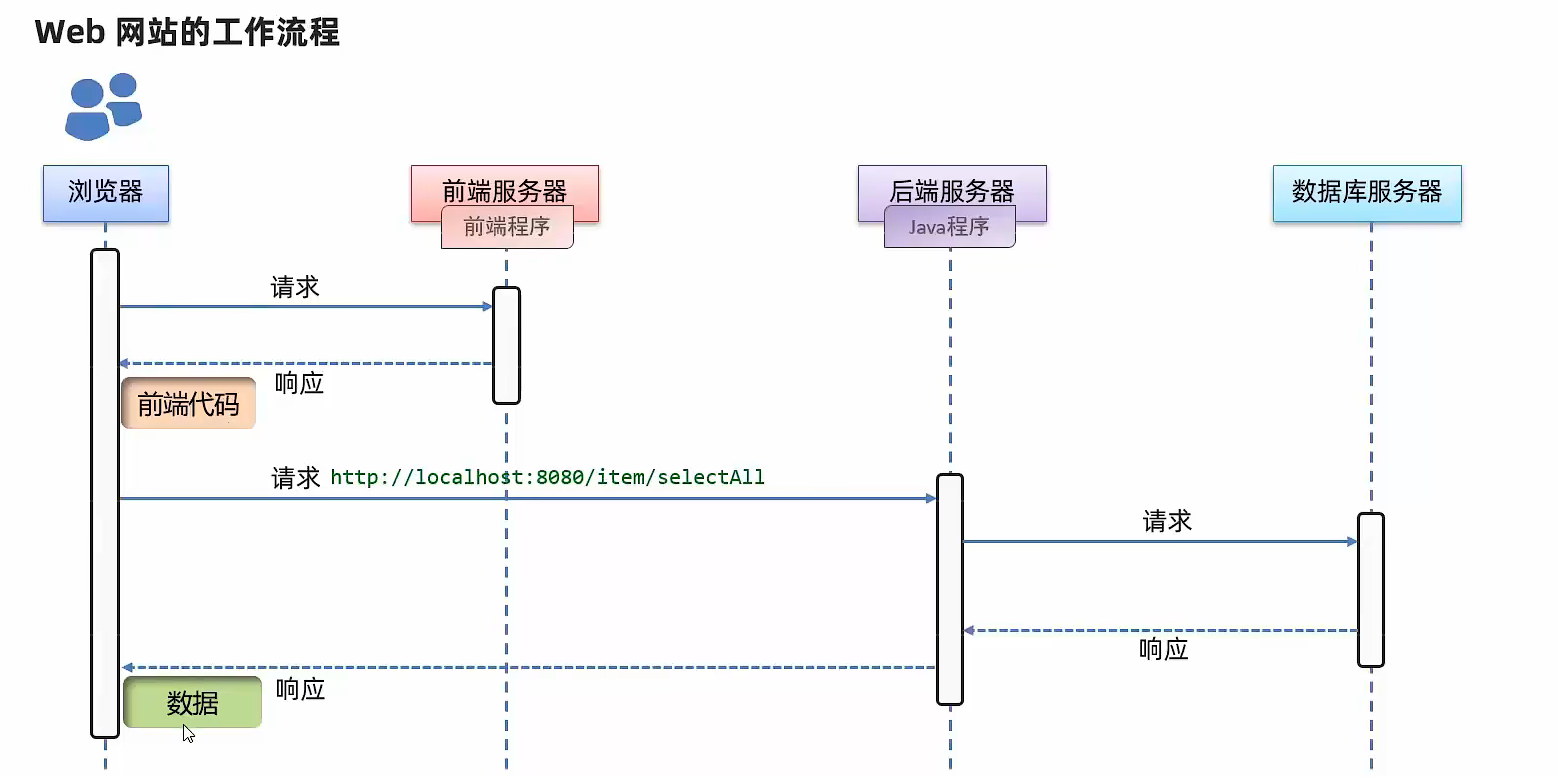 Web 网站的工作流程
浏览器
前端服务器
前端程序
后端服务器
Java程序
数据库服务器
请求
响应
前端代码
请求 http://localhost:8080/item/selectAll
请求
响应
响应
数据